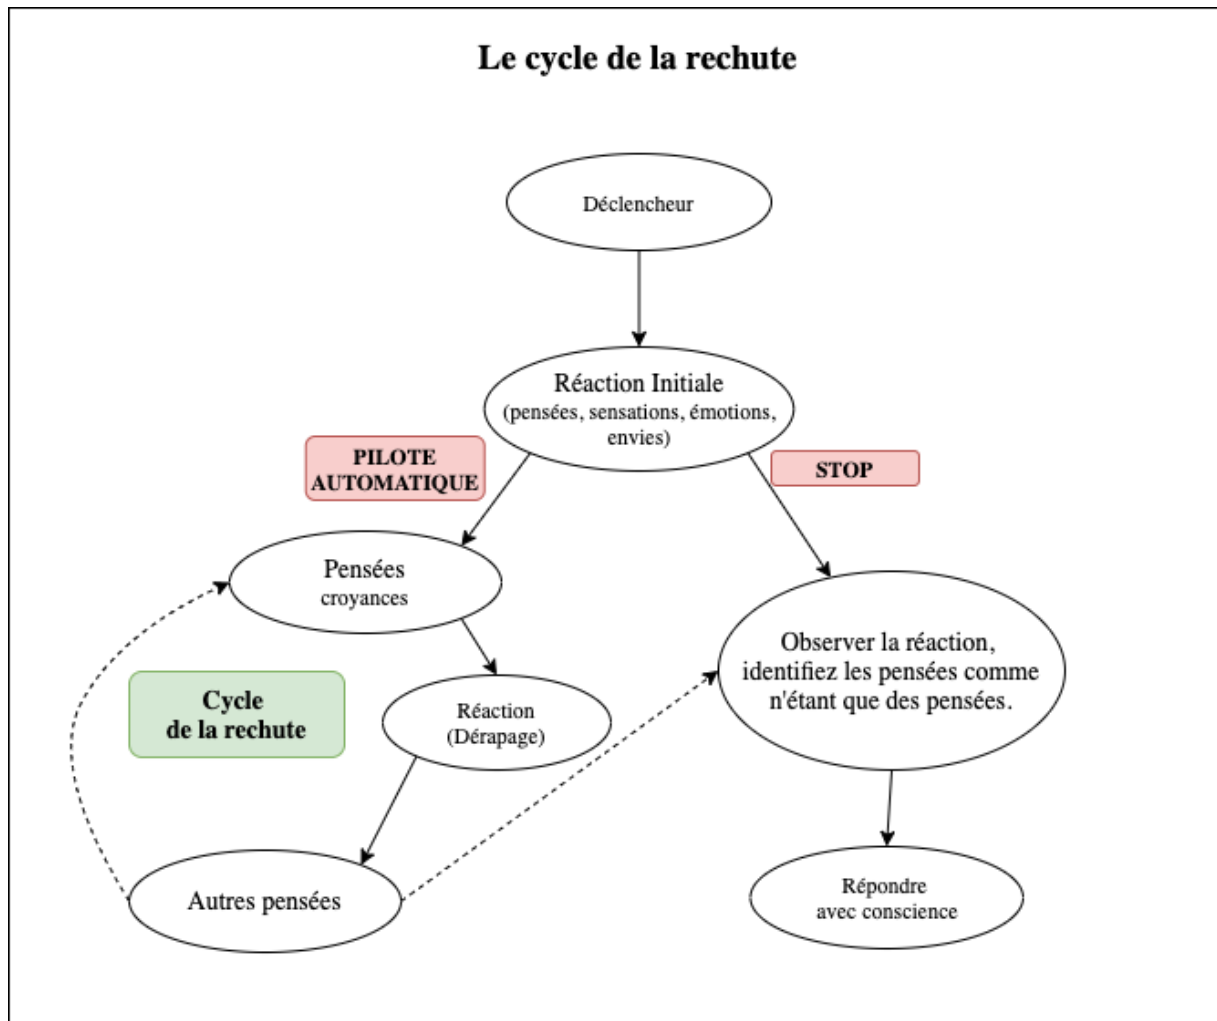 Le cycle de la rechute
Déclencheur
Réaction Initiale
(pensées, sensations, émotions,
envies)
PILOTE
AUTOMATIQUE
STOP
Pensées
croyances
Observer la réaction,
identifiez les pensées comme
n'étant que des pensées.
Cycle
de la rechute
Réaction
(Dérapage)
Autres pensées
Répondre
avec conscience